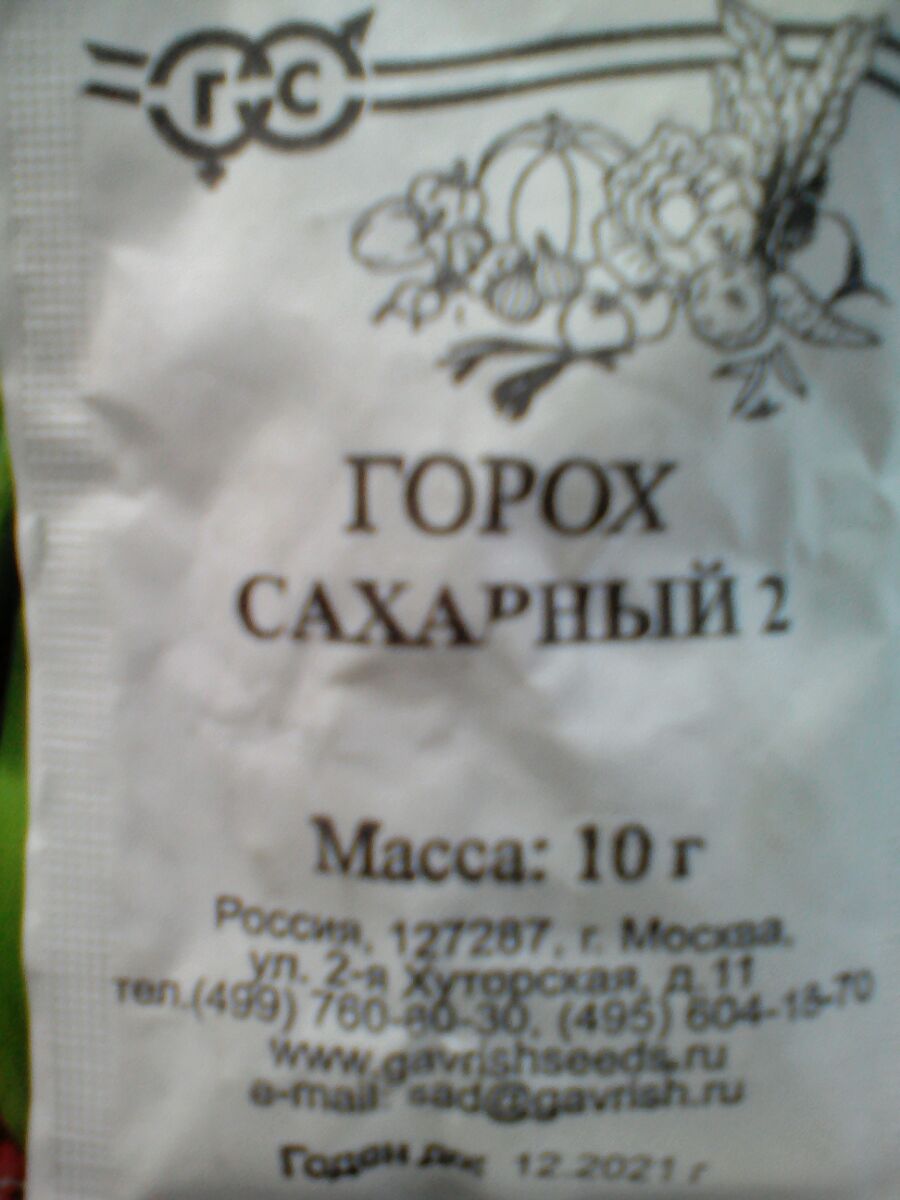 ГС
ГОРОХ
САХАРНЫЙ 2
Масса: 10 г
Россия, 127287, г. Москва,
ул. 2-я Хуторская, д.11
тел.(499) 760-80-30, (495) 604-18-70
www.gavrishseeds.ru
e-mail: sad@gavrish.ru
Годен до: 12.2021 г